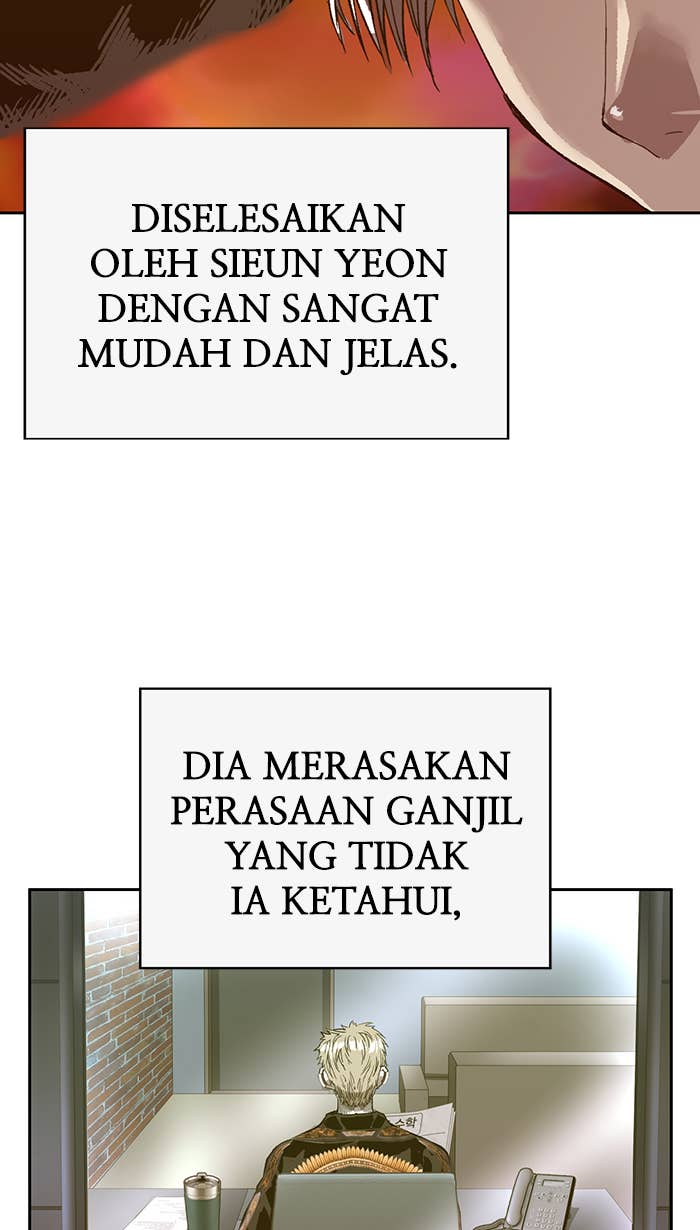 DISELESAIKAN
OLEH SIEUN YEON
DENGAN SANGAT
MUDAH DAN JELAS.
DIA MERASAKAN
PERASAAN GANJIL
YANG TIDAK
IA KETAHUI,
수학